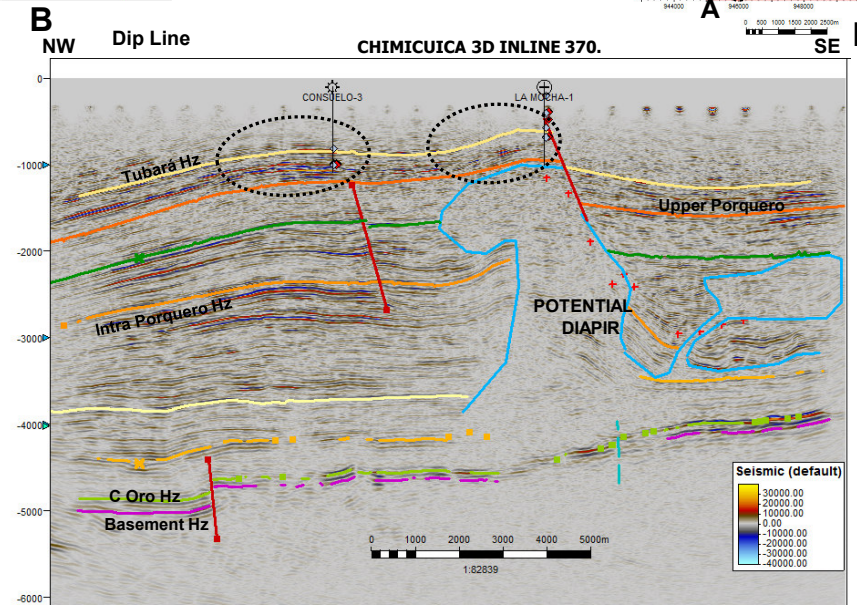 944000 946000 948000
A
0 500 1000 1500 2000 2500m
B
NW
Dip Line
CHIMICUICA 3D INLINE 370.
SE
0
CONSUELO-3
LA MOCHA-1
-1000
Tubará Hz
Upper Porquero
-2000
Intra Porquero Hz
POTENTIAL
DIAPIR
-3000
-4000
C Oro Hz
Basement Hz
-5000
-6000
0 1000 2000 3000 4000 5000m
1:82839
Seismic (default)
30000.00
20000.00
10000.00
0.00
-10000.00
-20000.00
-30000.00
-40000.00